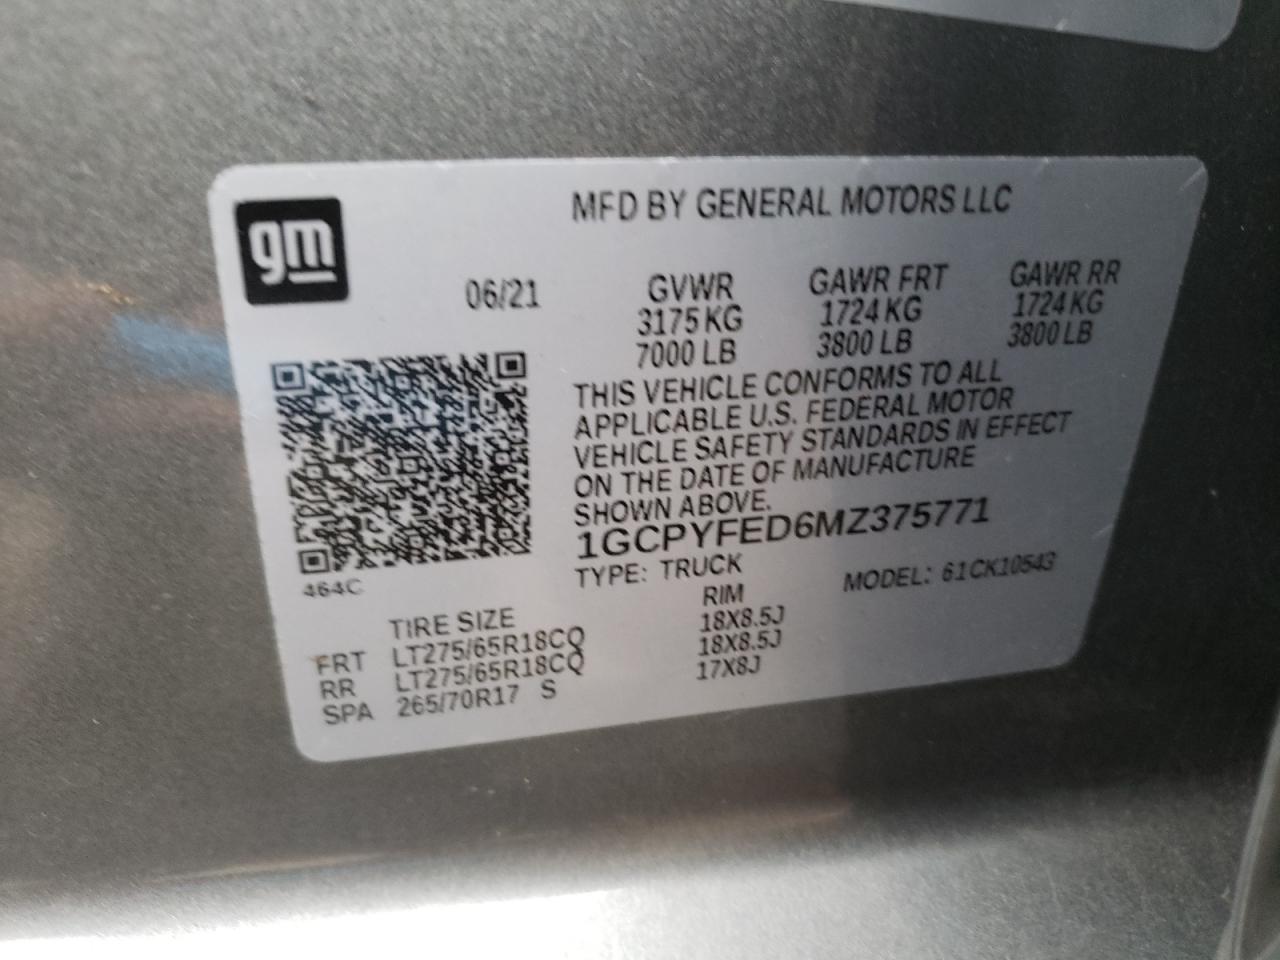 gm
MFD BY GENERAL MOTORS LLC
06/21 GVWR GAWR FRT GAWR RR
3175 KG 1724 KG 1724 KG
7000 LB 3800 LB 3800 LB
THIS VEHICLE CONFORMS TO ALL
APPLICABLE U.S. FEDERAL MOTOR
VEHICLE SAFETY STANDARDS IN EFFECT
ON THE DATE OF MANUFACTURE
SHOWN ABOVE.
1GCPYFED6MZ375771
TYPE: TRUCK MODEL: 61CK10543
464C
TIRE SIZE RIM
FRT LT275/65R18CQ 18X8.5J
RR LT275/65R18CQ 18X8.5J
SPA 265/70R17 S 17X8J